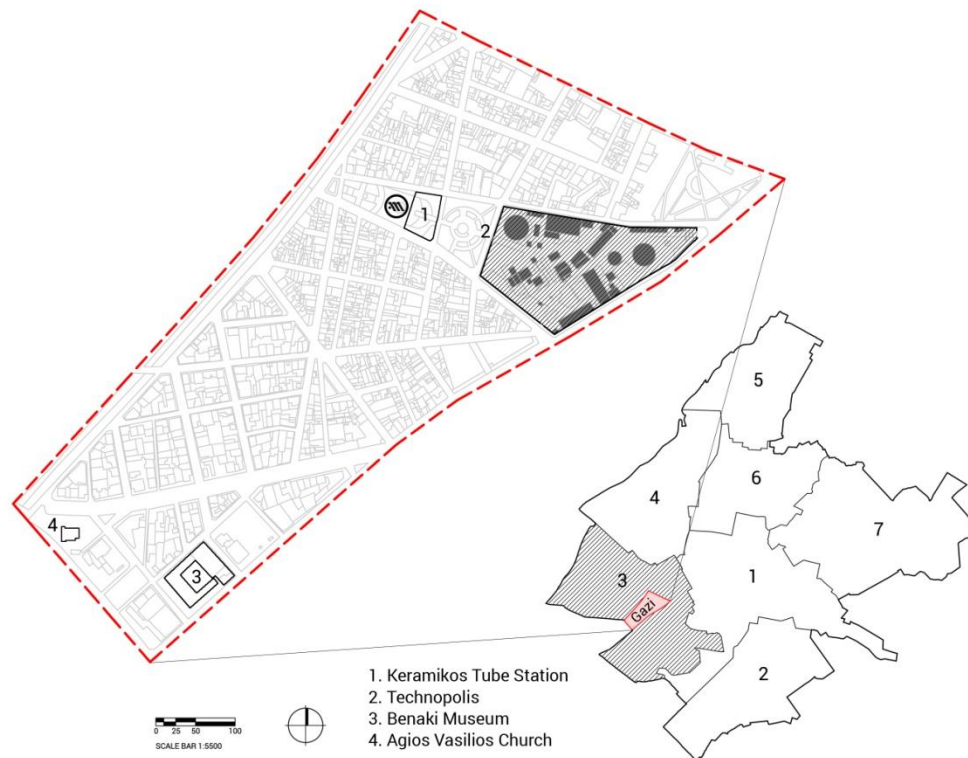 1
2
3
4
5
6
4
7
3
1
Gazi
2
1. Keramikos Tube Station
2. Technopolis
3. Benaki Museum
4. Agios Vasilios Church
0 25 50 100
SCALE BAR 1:5500